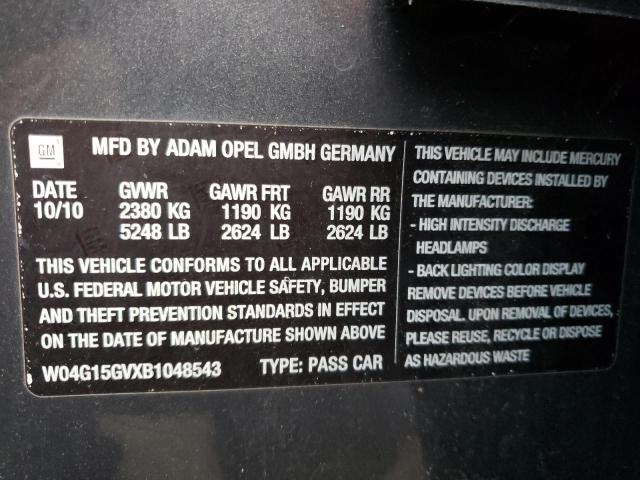 GM
MFD BY ADAM OPEL GMBH GERMANY
DATE GVWR GAWR FRT GAWR RR
10/10 2380 KG 1190 KG 1190 KG
5248 LB 2624 LB 2624 LB
THIS VEHICLE CONFORMS TO ALL APPLICABLE
U.S. FEDERAL MOTOR VEHICLE SAFETY, BUMPER
AND THEFT PREVENTION STANDARDS IN EFFECT
ON THE DATE OF MANUFACTURE SHOWN ABOVE
W04G15GVXB1048543 TYPE: PASS CAR
THIS VEHICLE MAY INCLUDE MERCURY
CONTAINING DEVICES INSTALLED BY
THE MANUFACTURER:
- HIGH INTENSITY DISCHARGE
HEADLAMPS
- BACK LIGHTING COLOR DISPLAY
REMOVE DEVICES BEFORE VEHICLE
DISPOSAL. UPON REMOVAL OF DEVICES,
PLEASE REUSE, RECYCLE OR DISPOSE
AS HAZARDOUS WASTE